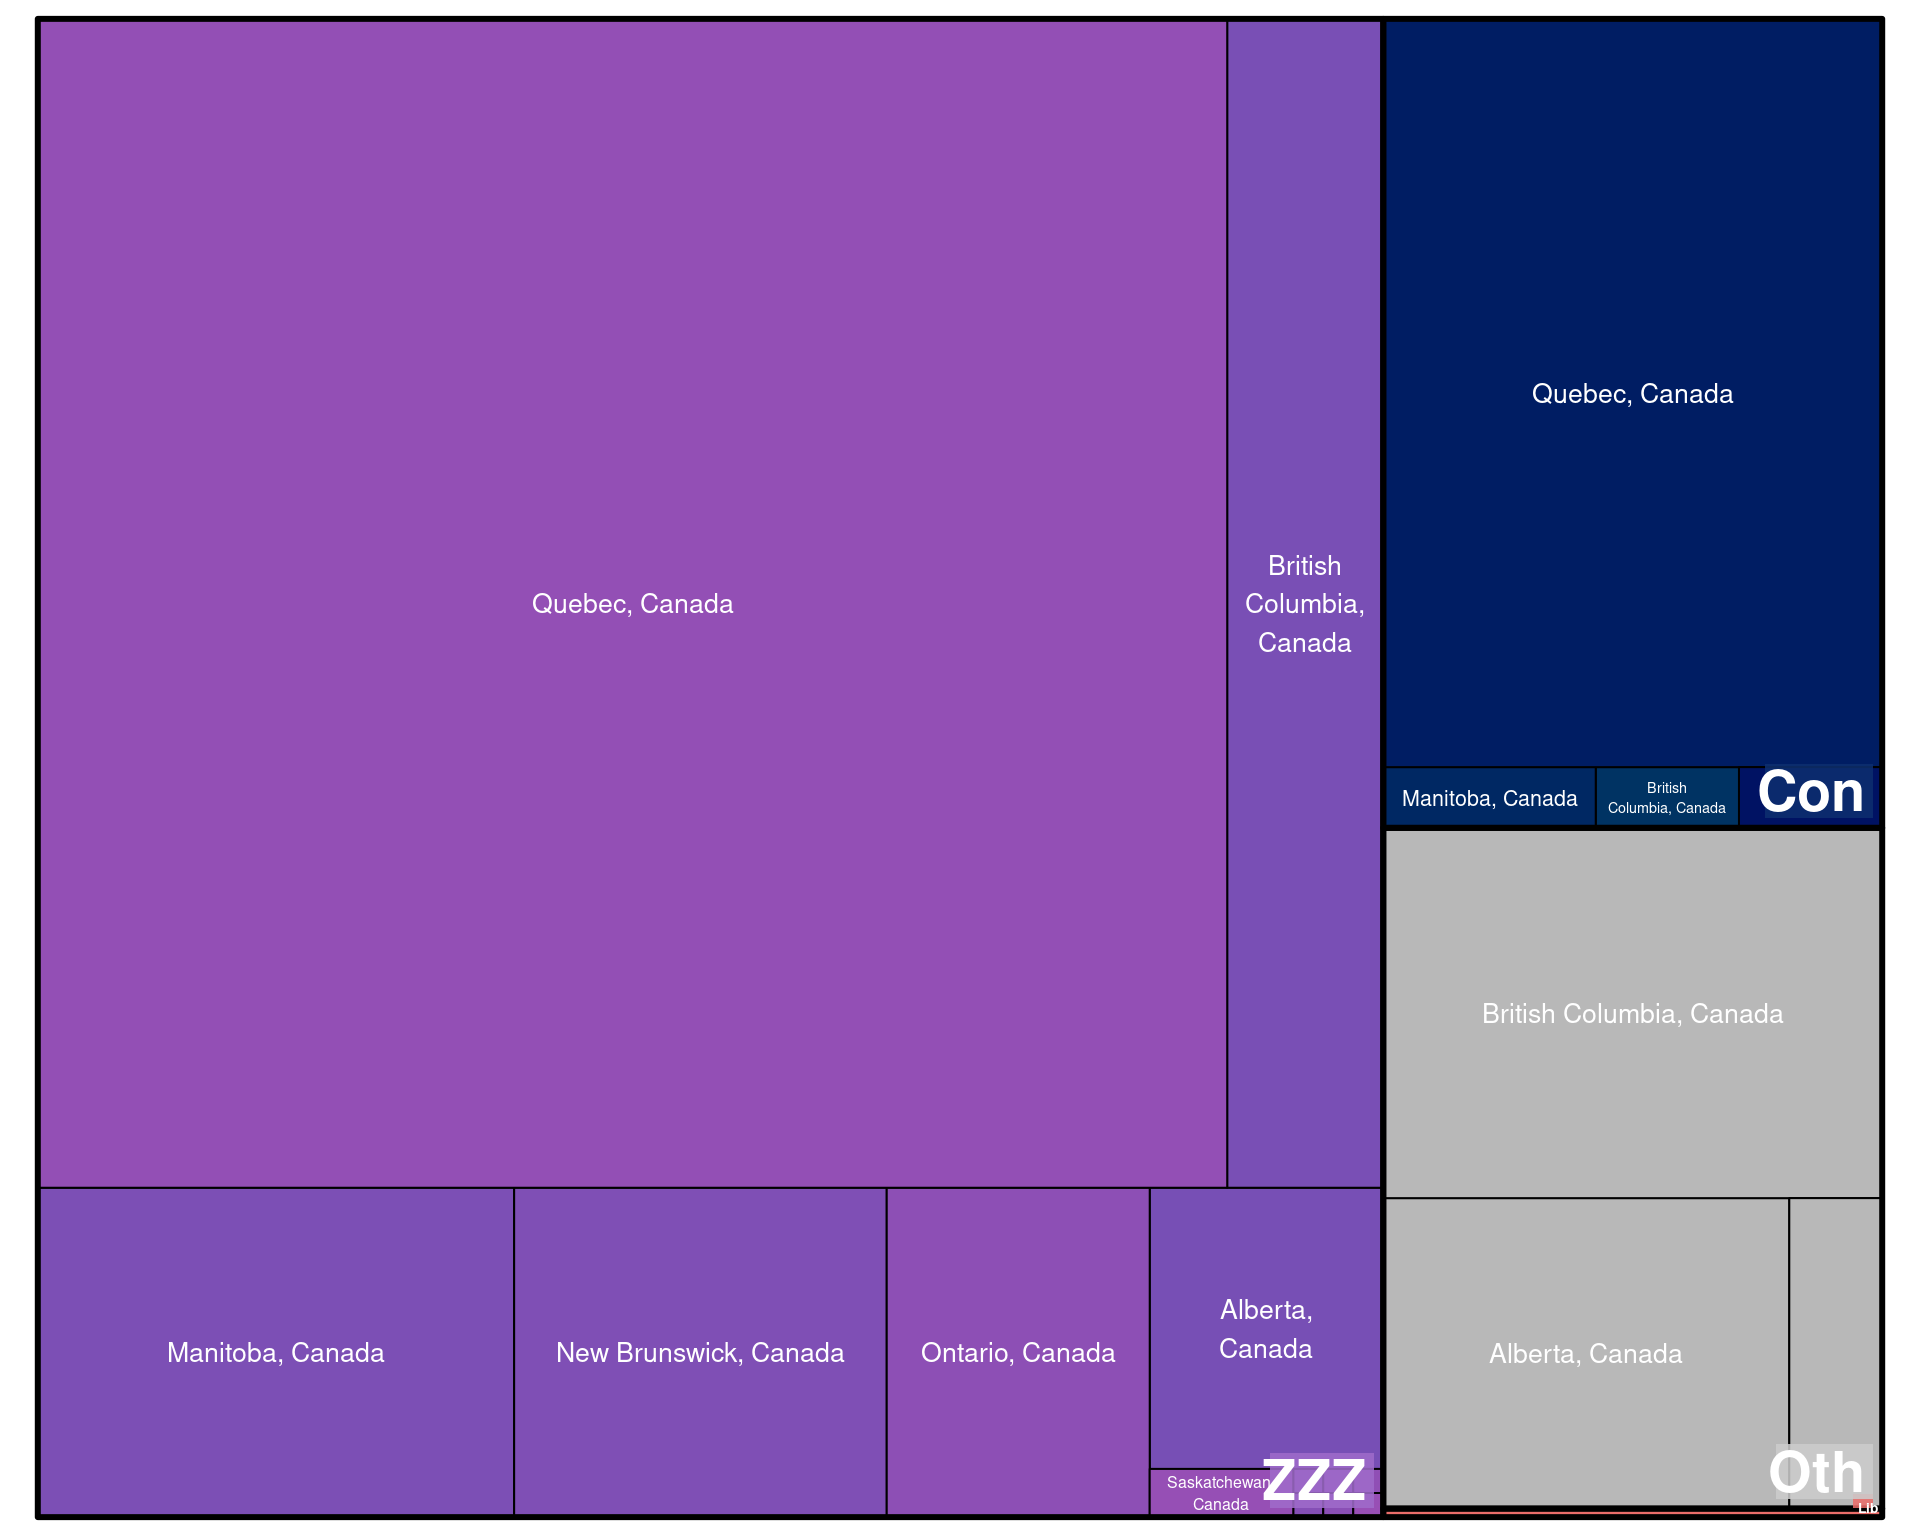 Quebec, Canada
British
Columbia,
Canada
Manitoba, Canada
New Brunswick, Canada
Ontario, Canada
Alberta,
Canada
Saskatchewan
Canada
ZZZ
Quebec, Canada
Manitoba, Canada
British
Columbia, Canada
Con
British Columbia, Canada
Alberta, Canada
Oth
Lib